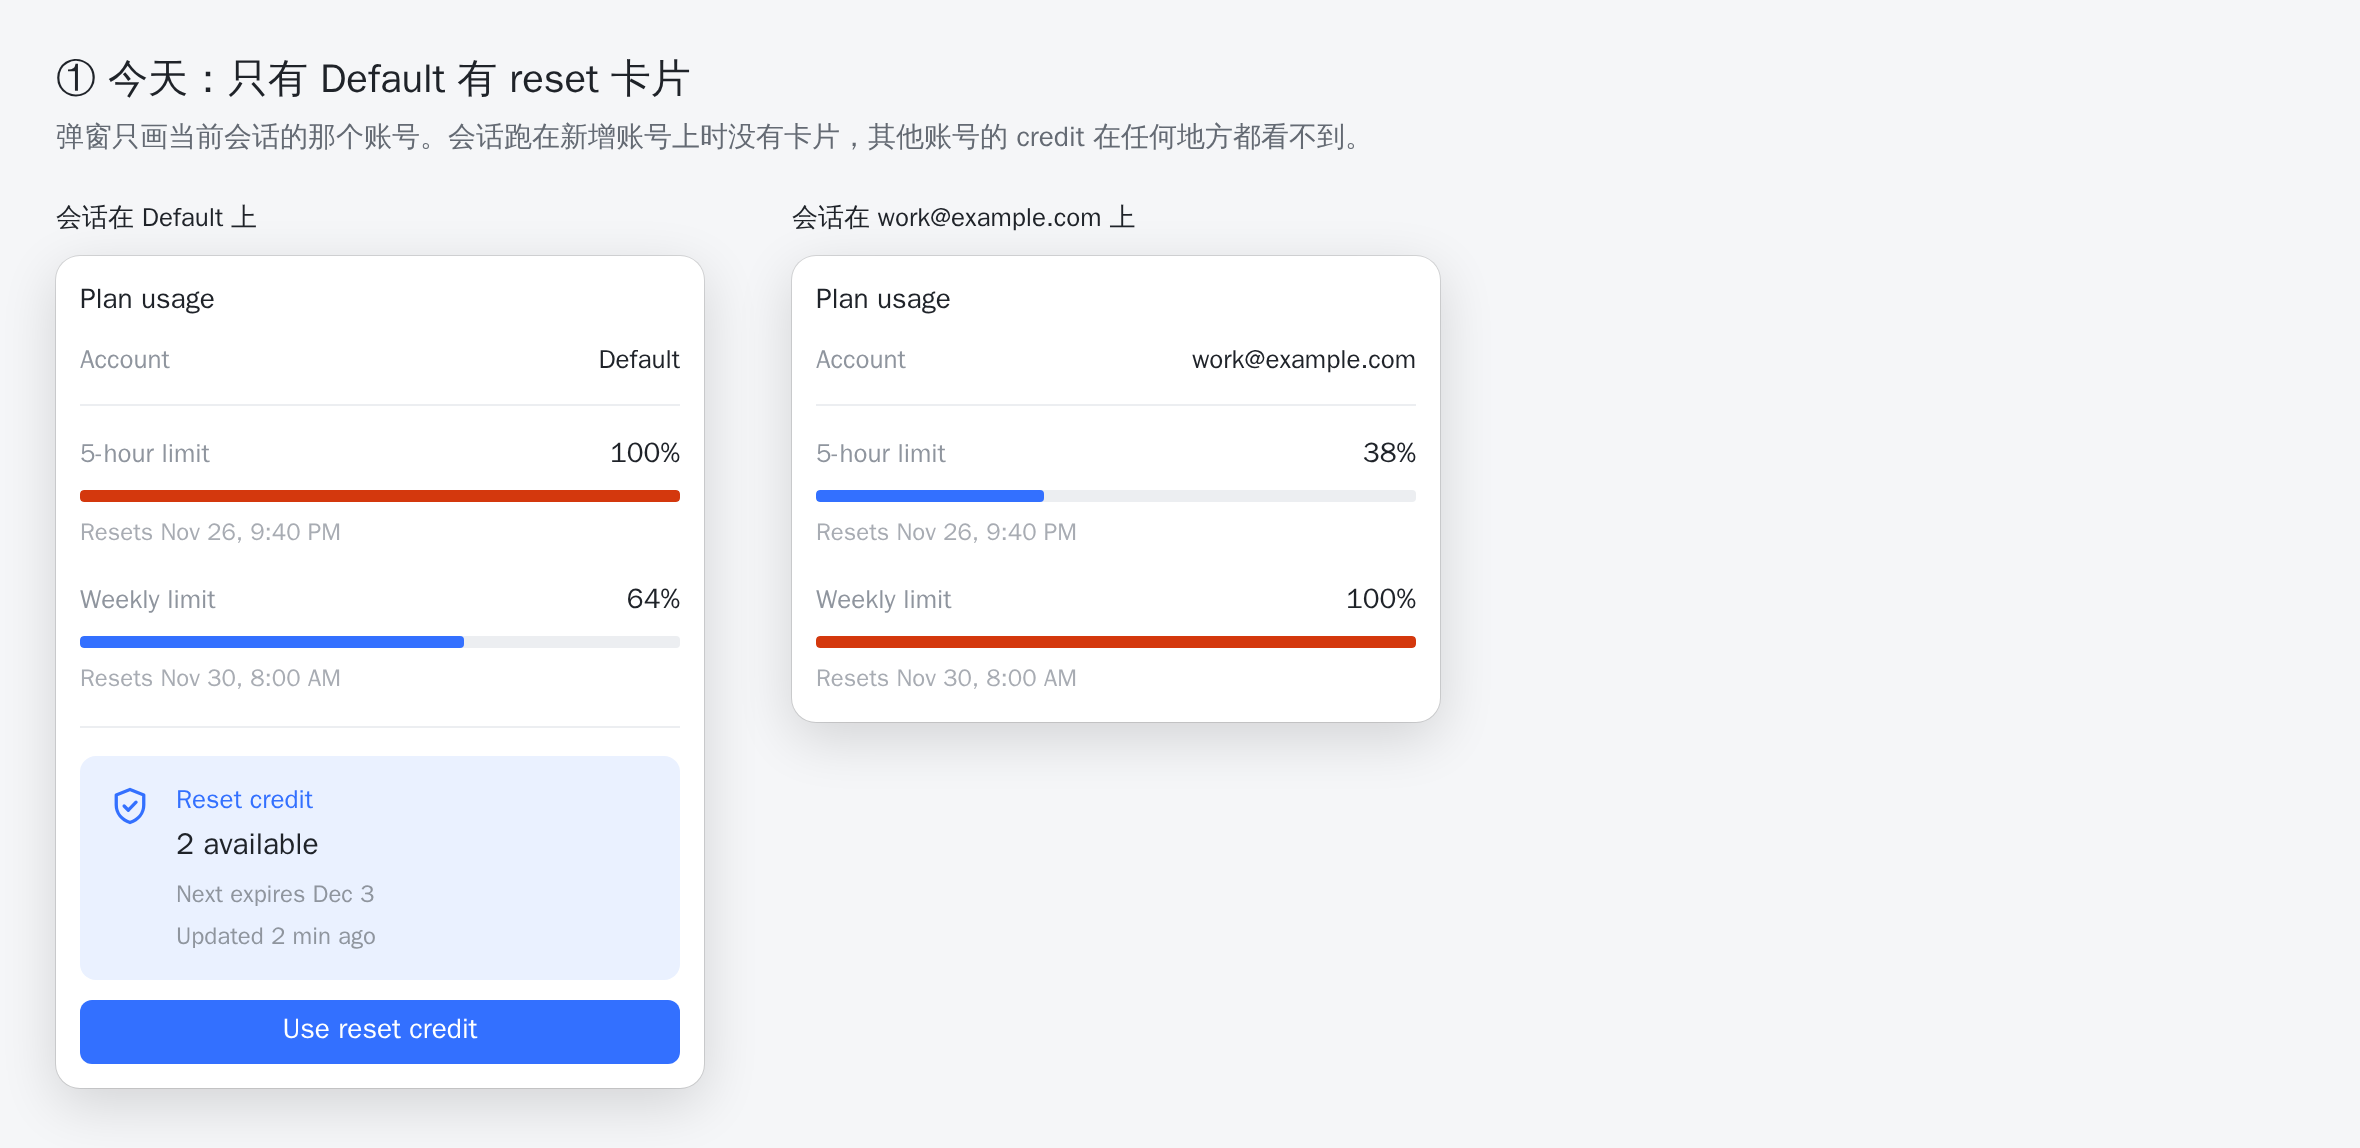 ① 今天：只有 Default 有 reset 卡片
弹窗只画当前会话的那个账号。会话跑在新增账号上时没有卡片，其他账号的 credit 在任何地方都看不到。
会话在 Default 上
Plan usage
Account Default
5-hour limit 100%
Resets Nov 26, 9:40 PM
Weekly limit 64%
Resets Nov 30, 8:00 AM
Reset credit
2 available
Next expires Dec 3
Updated 2 min ago
Use reset credit
会话在 work@example.com 上
Plan usage
Account work@example.com
5-hour limit 38%
Resets Nov 26, 9:40 PM
Weekly limit 100%
Resets Nov 30, 8:00 AM